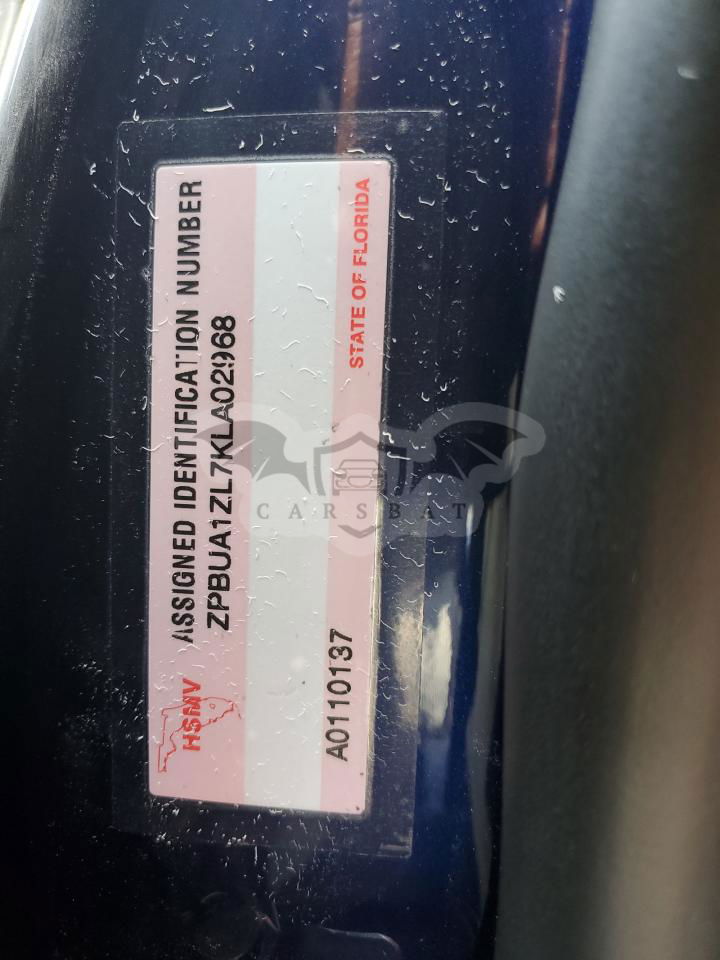 ASSIGNED IDENTIFICATION NUMBER
ZPBUA1ZL7KLA02968
HSMV
STATE OF FLORIDA
A0110137
CARSBAT